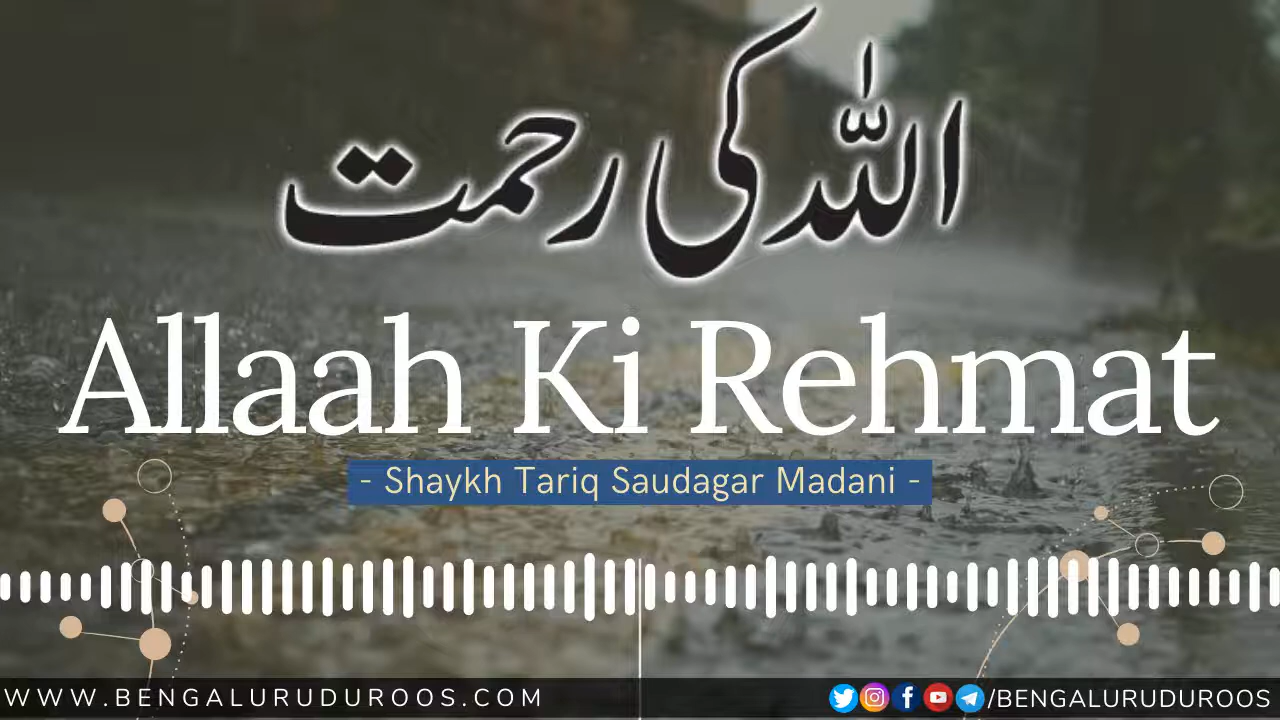 اللہ کی رحمت
Allaah Ki Rehmat
- Shaykh Tariq Saudagar Madani -
WWW.BENGALURUDUROOS.COM
/BENGALURUDUROOS